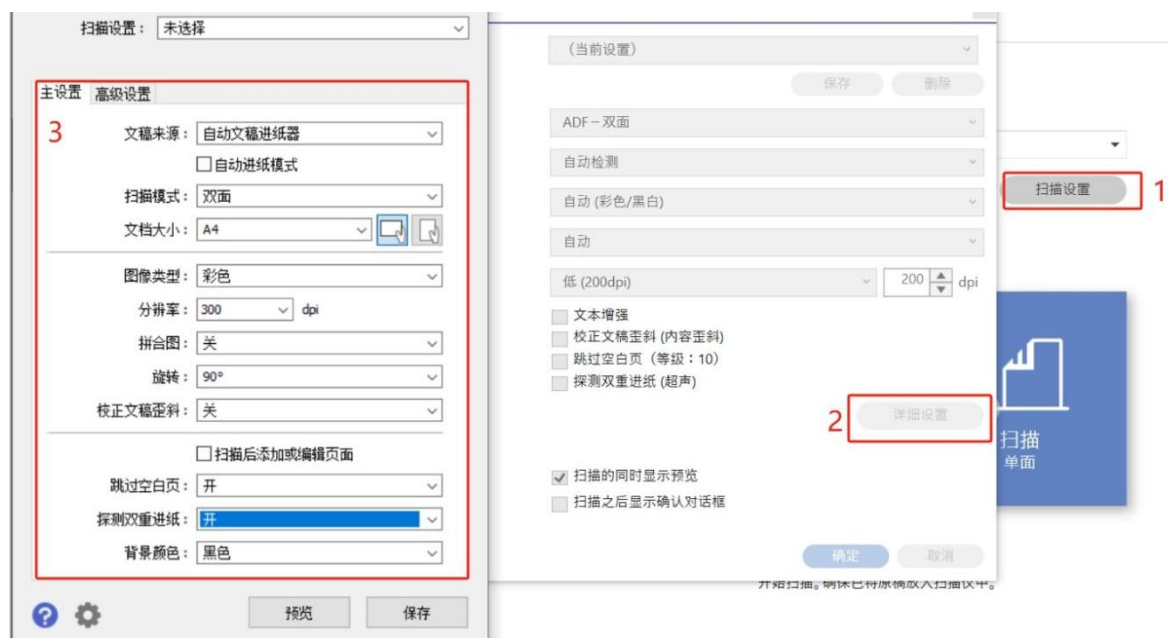 扫描设置： 未选择
主设置 高级设置
3
文稿来源： 自动文稿进纸器
自动进纸模式
扫描模式： 双面
文档大小： A4
图像类型： 彩色
分辨率： 300 dpi
拼合图： 关
旋转： 90°
校正文稿歪斜： 关
扫描后添加或编辑页面
跳过空白页： 开
探测双重进纸： 开
背景颜色： 黑色
预览 保存
（当前设置）
保存 删除
ADF－双面
自动检测
自动 (彩色/黑白)
自动
低 (200dpi) 200 dpi
文本增强
校正文稿歪斜 (内容歪斜)
跳过空白页（等级：10）
探测双重进纸 (超声)
2 详细设置
扫描的同时显示预览
扫描之后显示确认对话框
确定 取消
扫描设置 1
扫描
单面
开始扫描。确保已将原稿放入扫描仪中。